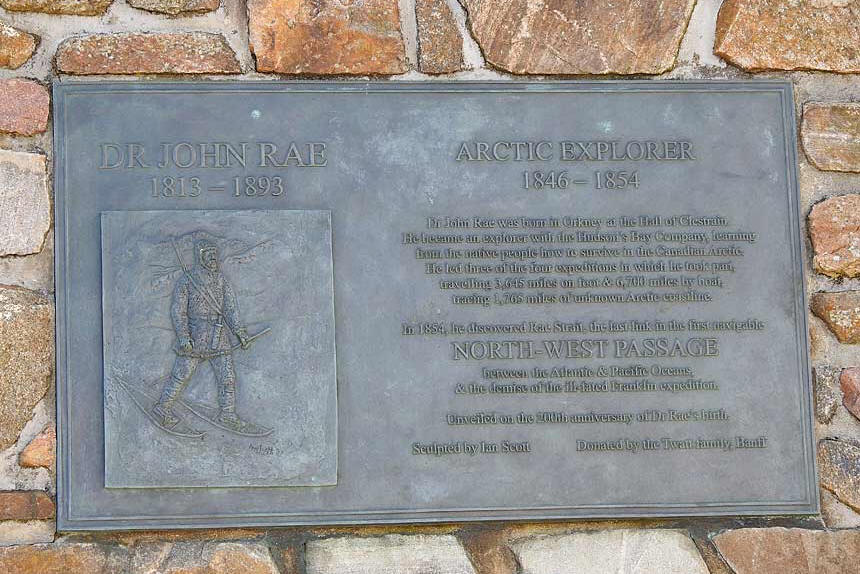 DR JOHN RAE
1813 – 1893
ARCTIC EXPLORER
1846 – 1854
Dr John Rae was born in Orkney at the Hall of Clestrain.
He became an explorer with the Hudson's Bay Company, learning
from the native people how to survive in the Canadian Arctic.
He led three of the four expeditions in which he took part,
travelling 3,645 miles on foot & 6,700 miles by boat,
tracing 1,765 miles of unknown Arctic coastline.
In 1854, he discovered Rae Strait, the last link in the first navigable
NORTH-WEST PASSAGE
between the Atlantic & Pacific Oceans,
& the demise of the ill-fated Franklin expedition.
Unveiled on the 200th anniversary of Dr Rae's birth.
Sculpted by Ian Scott
Donated by the Twatt family, Banff